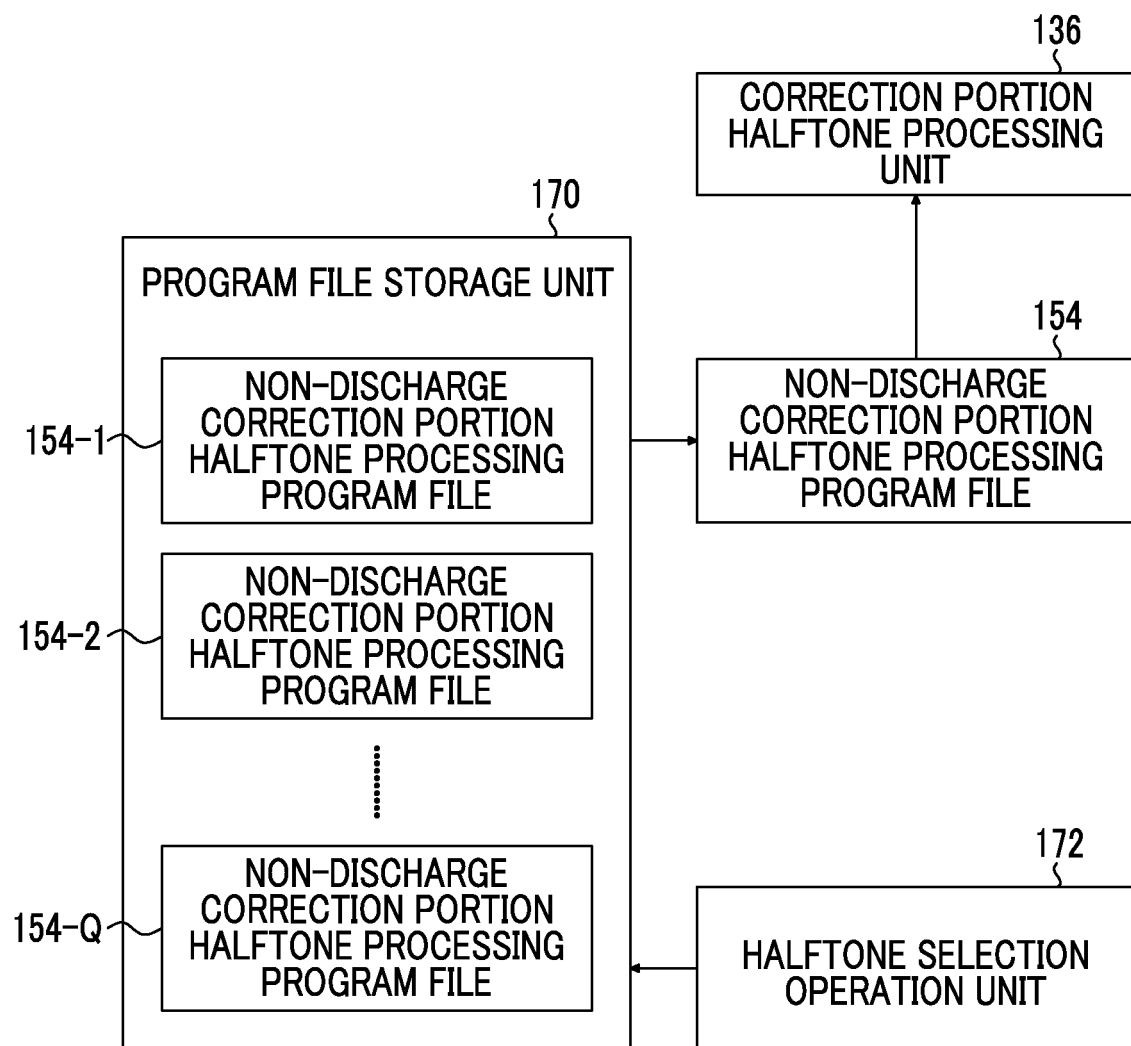 136
CORRECTION PORTION
HALFTONE PROCESSING
UNIT
170
PROGRAM FILE STORAGE UNIT
154-1
NON-DISCHARGE
CORRECTION PORTION
HALFTONE PROCESSING
PROGRAM FILE
154
NON-DISCHARGE
CORRECTION PORTION
HALFTONE PROCESSING
PROGRAM FILE
154-2
NON-DISCHARGE
CORRECTION PORTION
HALFTONE PROCESSING
PROGRAM FILE
154-Q
NON-DISCHARGE
CORRECTION PORTION
HALFTONE PROCESSING
PROGRAM FILE
172
HALFTONE SELECTION
OPERATION UNIT